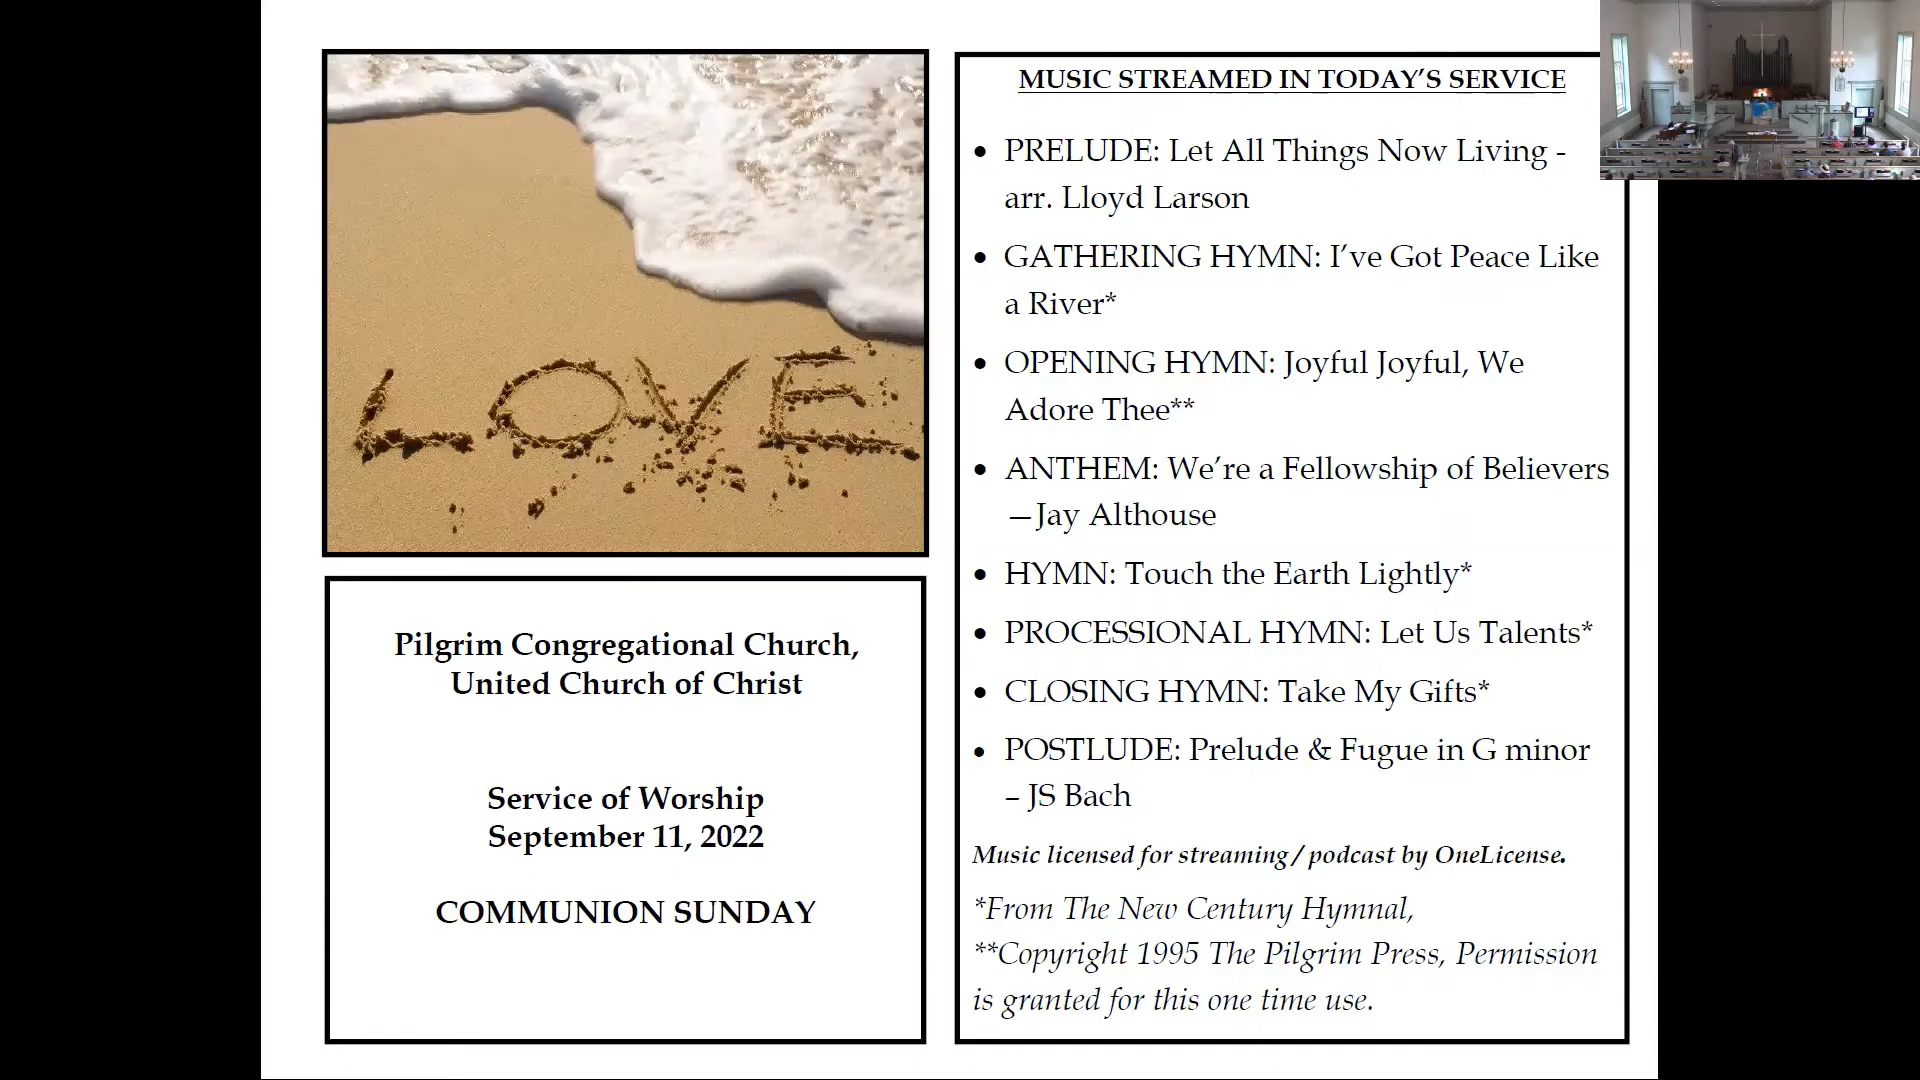 LOVE
Pilgrim Congregational Church,
United Church of Christ
Service of Worship
September 11, 2022
COMMUNION SUNDAY
MUSIC STREAMED IN TODAY’S SERVICE
• PRELUDE: Let All Things Now Living -
arr. Lloyd Larson
• GATHERING HYMN: I’ve Got Peace Like
a River*
• OPENING HYMN: Joyful Joyful, We
Adore Thee**
• ANTHEM: We’re a Fellowship of Believers
—Jay Althouse
• HYMN: Touch the Earth Lightly*
• PROCESSIONAL HYMN: Let Us Talents*
• CLOSING HYMN: Take My Gifts*
• POSTLUDE: Prelude & Fugue in G minor
– JS Bach
Music licensed for streaming / podcast by OneLicense.
*From The New Century Hymnal,
**Copyright 1995 The Pilgrim Press, Permission
is granted for this one time use.